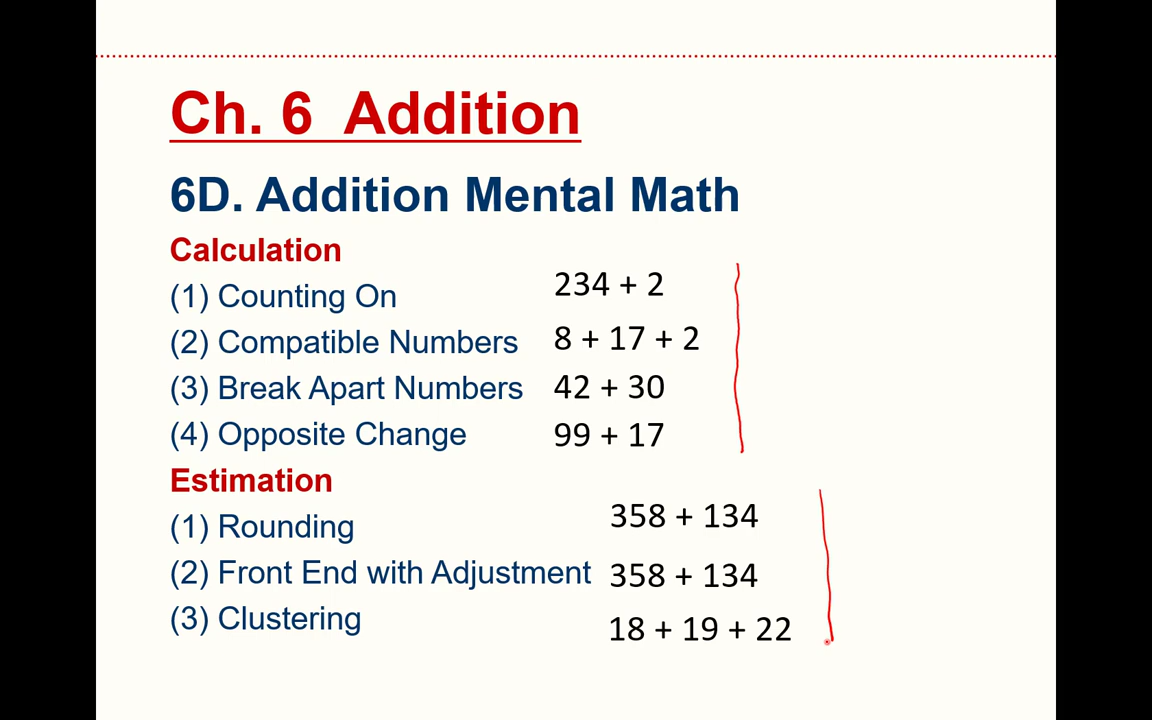 Ch. 6  Addition
6D. Addition Mental Math
Calculation
(1) Counting On 234 + 2
(2) Compatible Numbers 8 + 17 + 2
(3) Break Apart Numbers 42 + 30
(4) Opposite Change 99 + 17
Estimation
(1) Rounding 358 + 134
(2) Front End with Adjustment 358 + 134
(3) Clustering 18 + 19 + 22